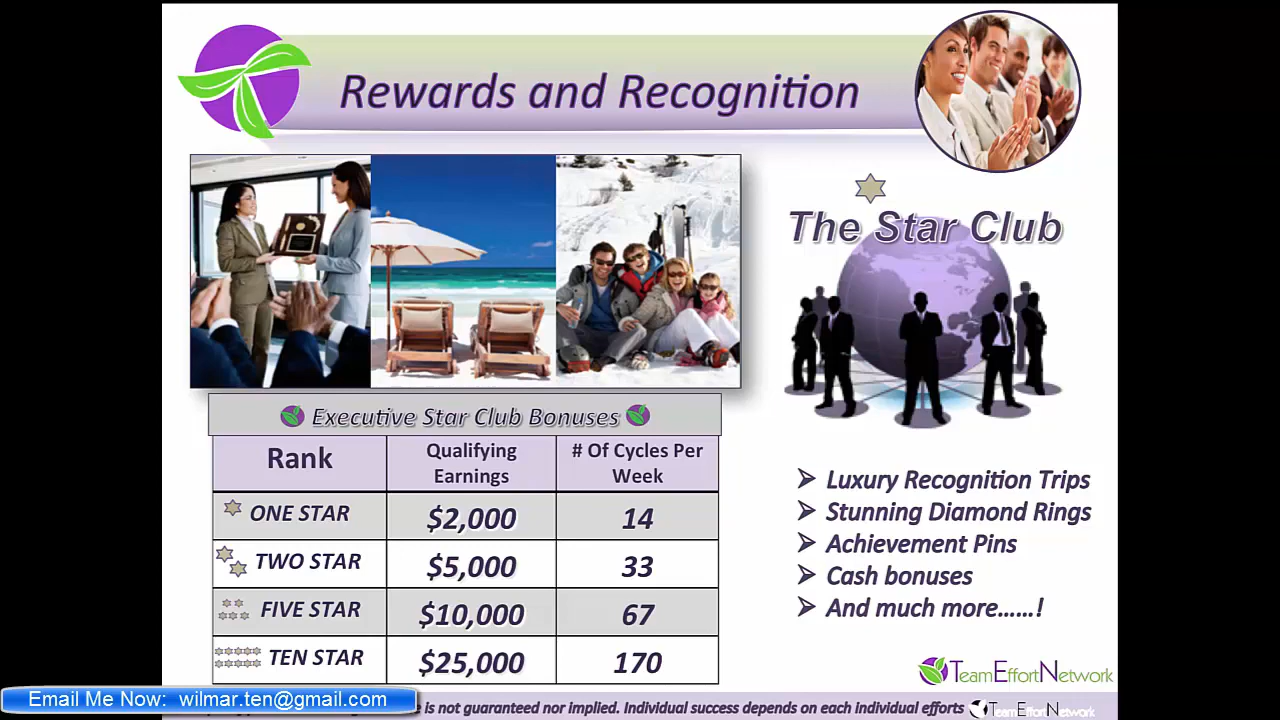 Rewards and Recognition
The Star Club
Executive Star Club Bonuses
Rank
Qualifying Earnings
# Of Cycles Per Week
ONE STAR $2,000 14
TWO STAR $5,000 33
FIVE STAR $10,000 67
TEN STAR $25,000 170
Luxury Recognition Trips
Stunning Diamond Rings
Achievement Pins
Cash bonuses
And much more......!
TeamEffortNetwork
Email Me Now: wilmar.ten@gmail.com
is not guaranteed nor implied. Individual success depends on each individual efforts
TeamEffortNetwork